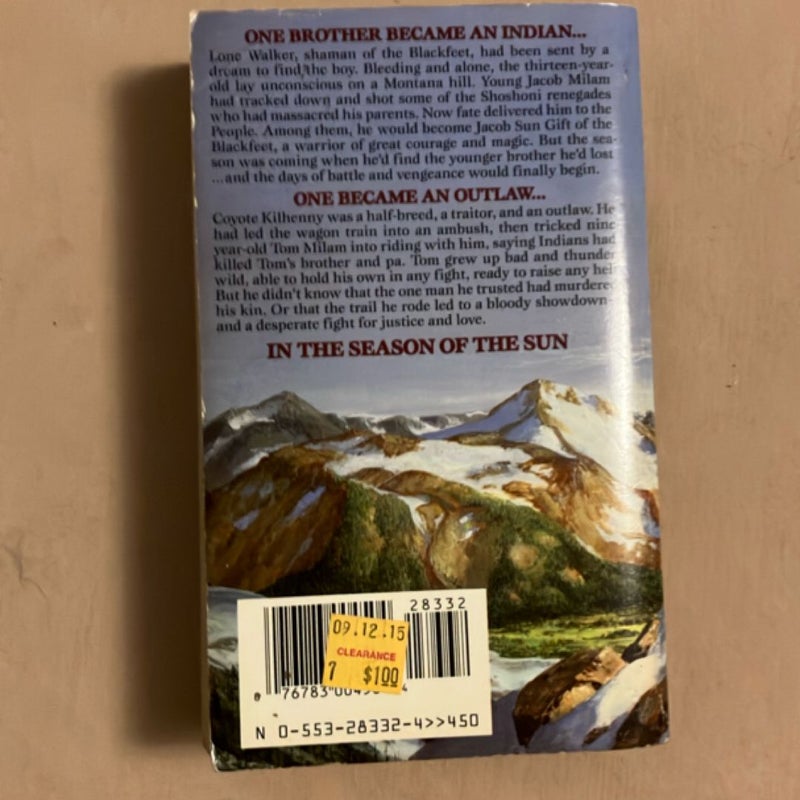 ONE BROTHER BECAME AN INDIAN...
Lone Walker, shaman of the Blackfeet, had been sent by a
dream to find the boy. Bleeding and alone, the thirteen-year-
old lay unconscious on a Montana hill. Young Jacob Milam
had tracked down and shot some of the Shoshoni renegades
who had massacred his parents. Now fate delivered him to the
People. Among them, he would become Jacob Sun Gift of the
Blackfeet, a warrior of great courage and magic. But the sea-
son was coming when he'd find the younger brother he'd lost
...and the days of battle and vengeance would finally begin.
ONE BECAME AN OUTLAW...
Coyote Kilhenny was a half-breed, a traitor, and an outlaw. He
had led the wagon train into an ambush, then tricked nine-
year-old Tom Milam into riding with him, saying Indians had
killed Tom's brother and pa. Tom grew up bad and thunder
wild, able to hold his own in any fight, ready to raise any hell
But he didn't know that the one man he trusted had murdered
his kin. Or that the trail he rode led to a bloody showdown—
and a desperate fight for justice and love.
IN THE SEASON OF THE SUN
28332
09.12.15
CLEARANCE
7 $1.00
0 76783 00450 4
N 0-553-28332-4>>450